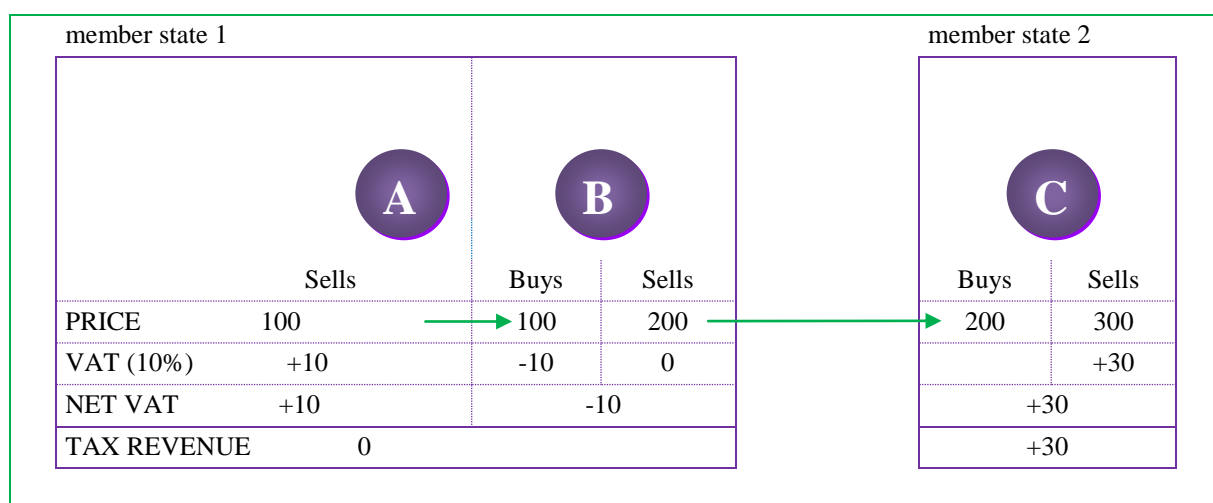 member state 1 member state 2
A B C
Sells Buys Sells Buys Sells
PRICE 100 100 200 200 300
VAT (10%) +10 -10 0 +30
NET VAT +10 -10 +30
TAX REVENUE 0 +30